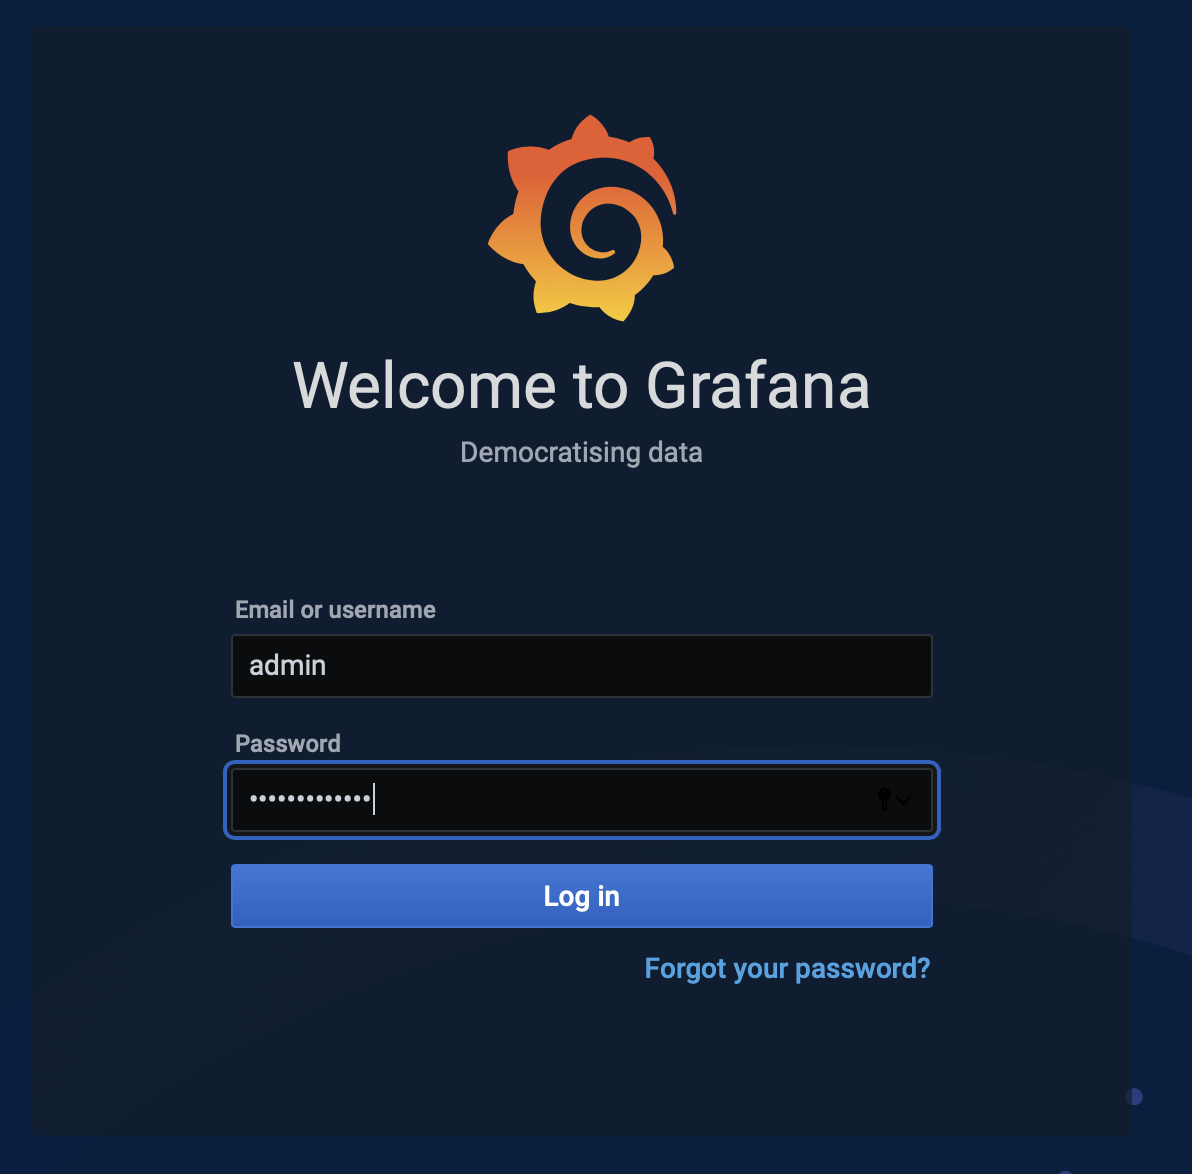 Welcome to Grafana
Democratising data
Email or username
admin
Password
•••••••••••••
Log in
Forgot your password?